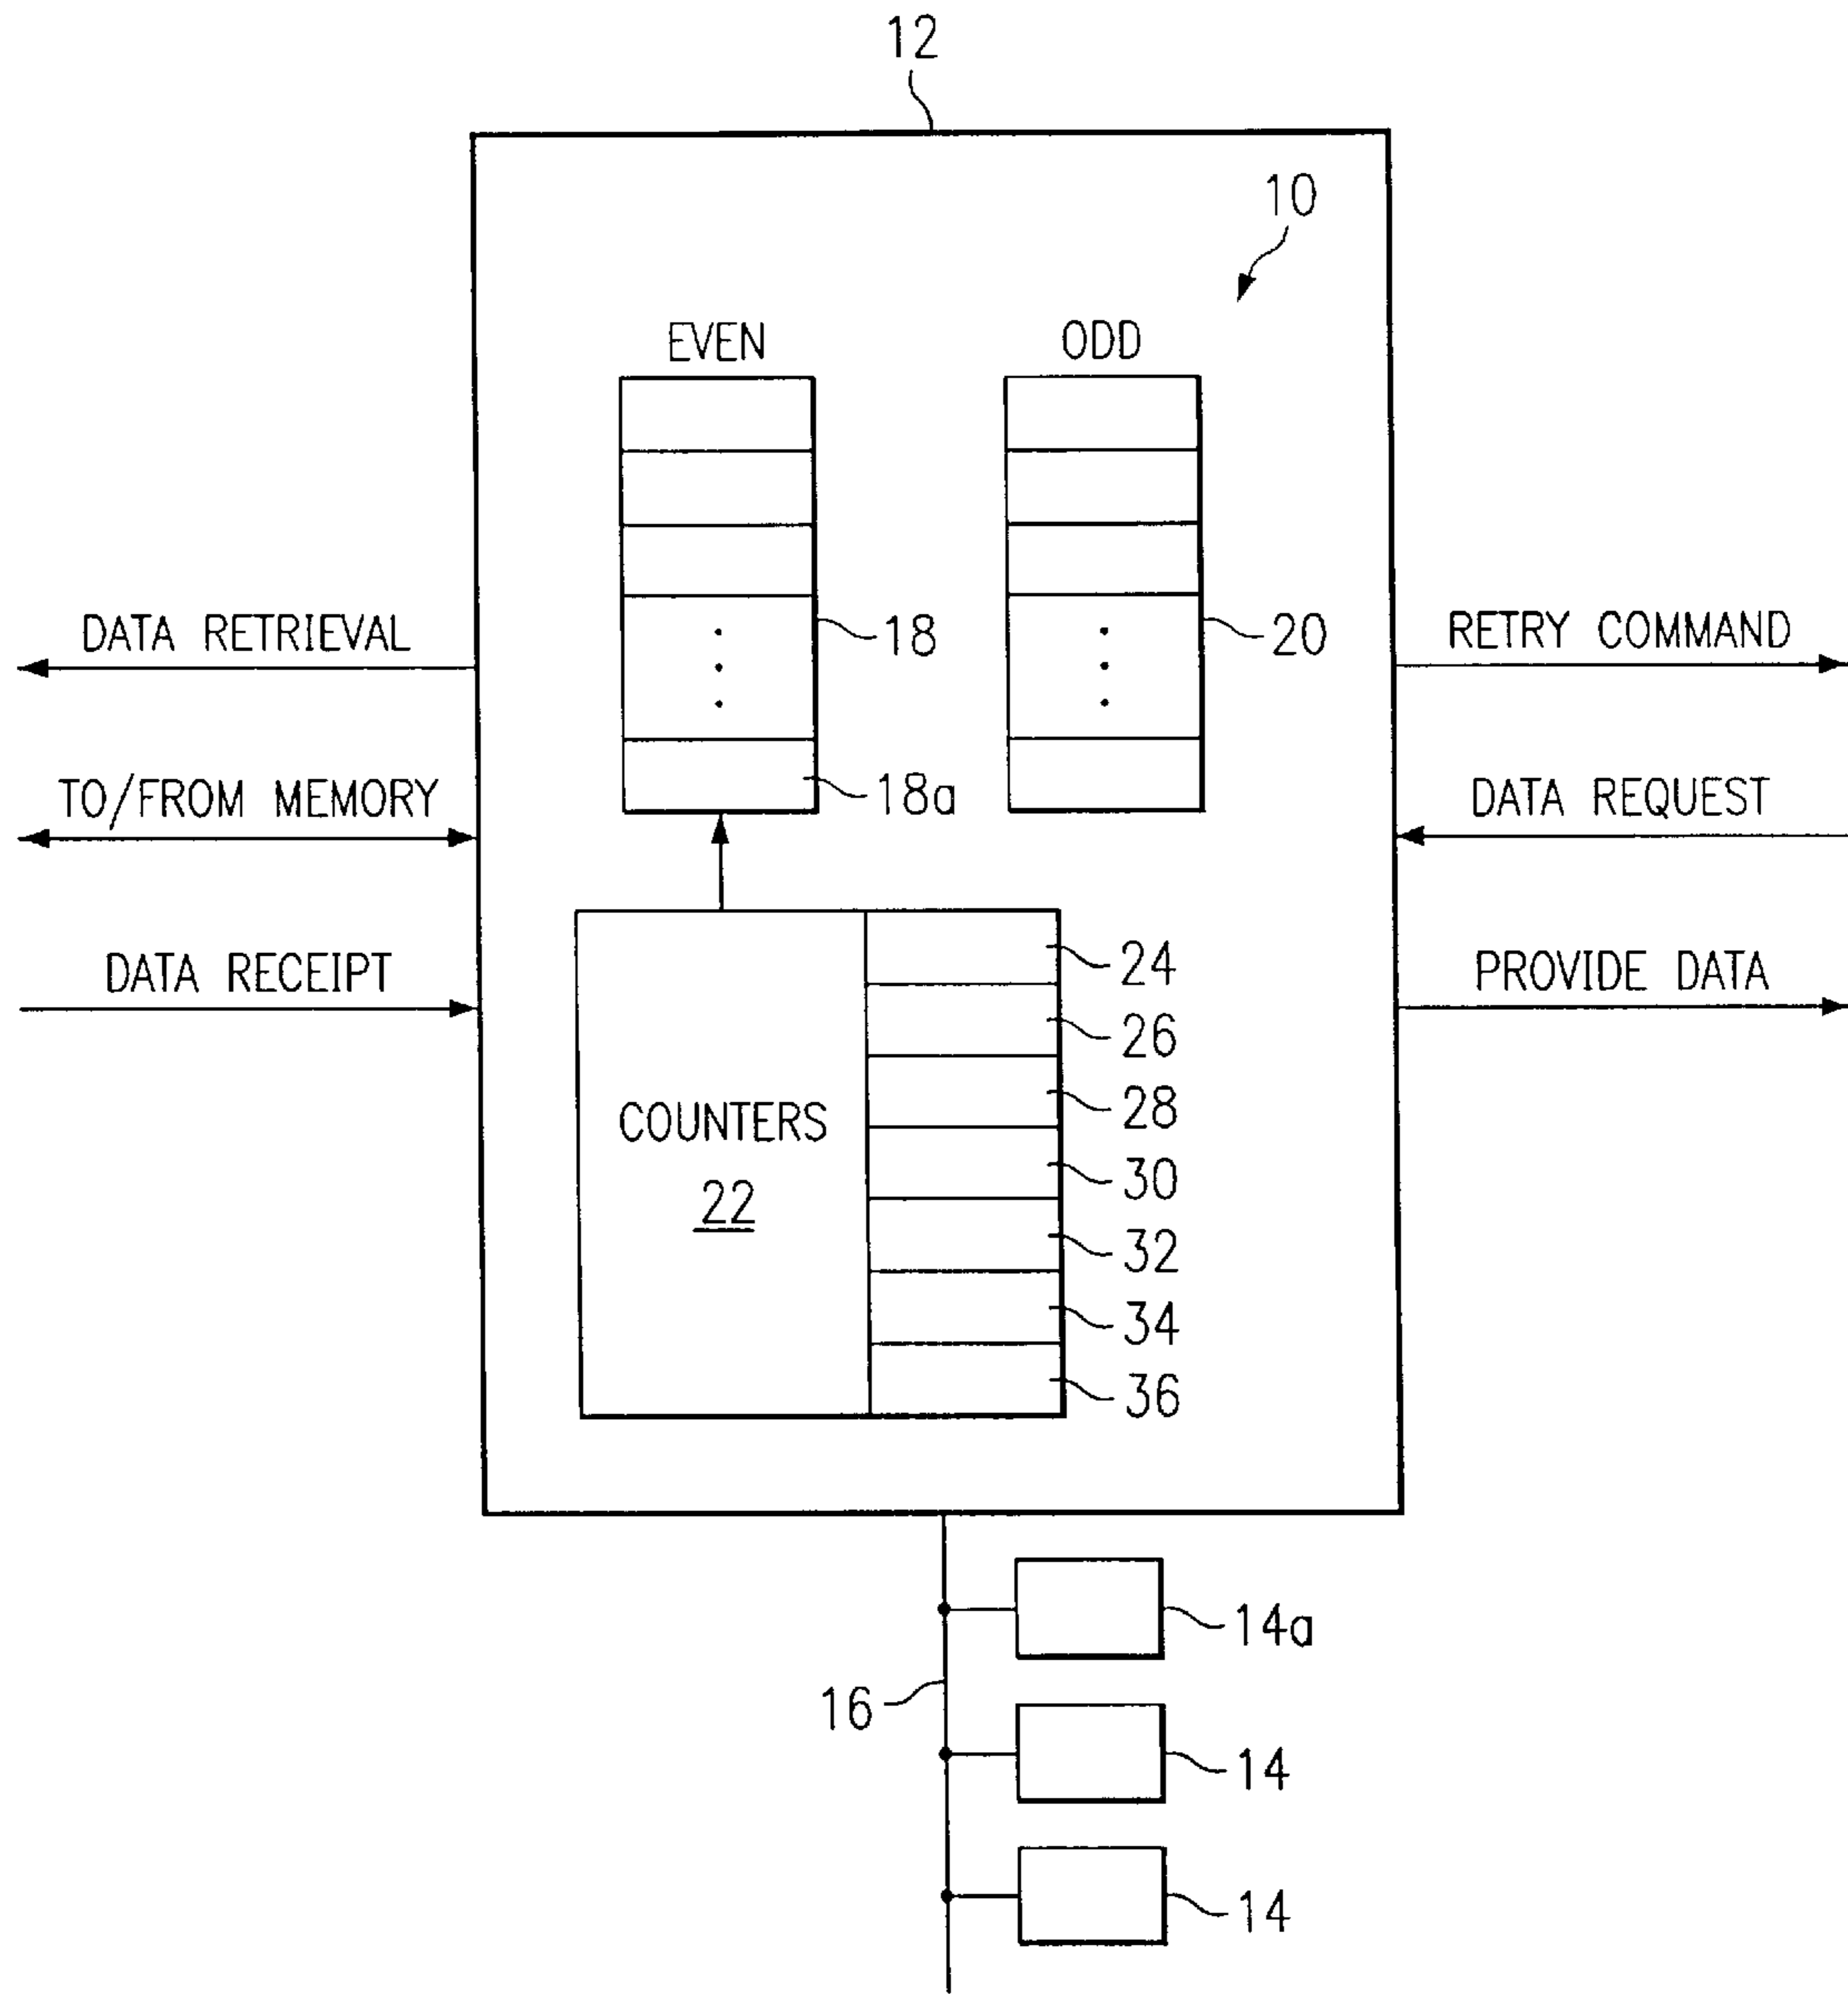 12
10
EVEN
ODD
DATA RETRIEVAL
18
20
RETRY COMMAND
TO/FROM MEMORY
18a
DATA REQUEST
DATA RECEIPT
24
PROVIDE DATA
26
28
COUNTERS
30
22
32
34
36
14a
16
14
14